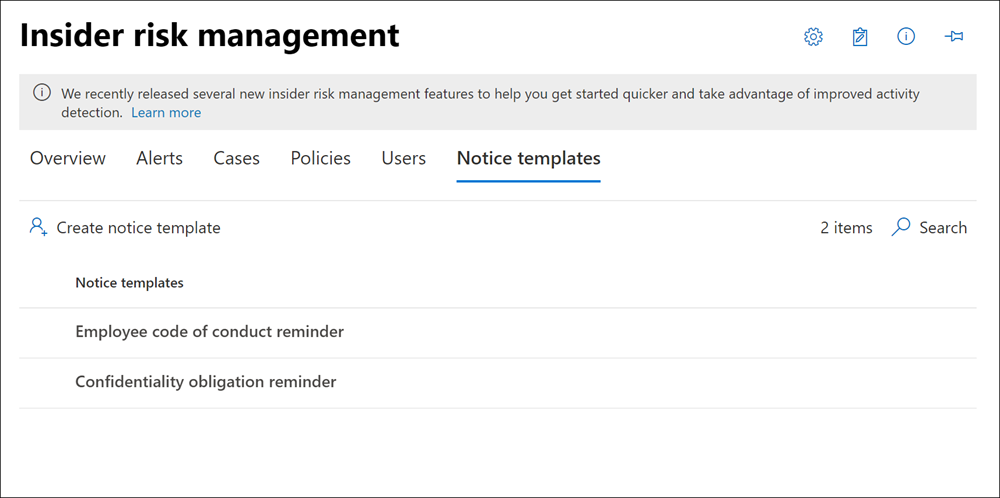 Insider risk management
We recently released several new insider risk management features to help you get started quicker and take advantage of improved activity
detection. Learn more
Overview Alerts Cases Policies Users Notice templates
Create notice template 2 items Search
Notice templates
Employee code of conduct reminder
Confidentiality obligation reminder